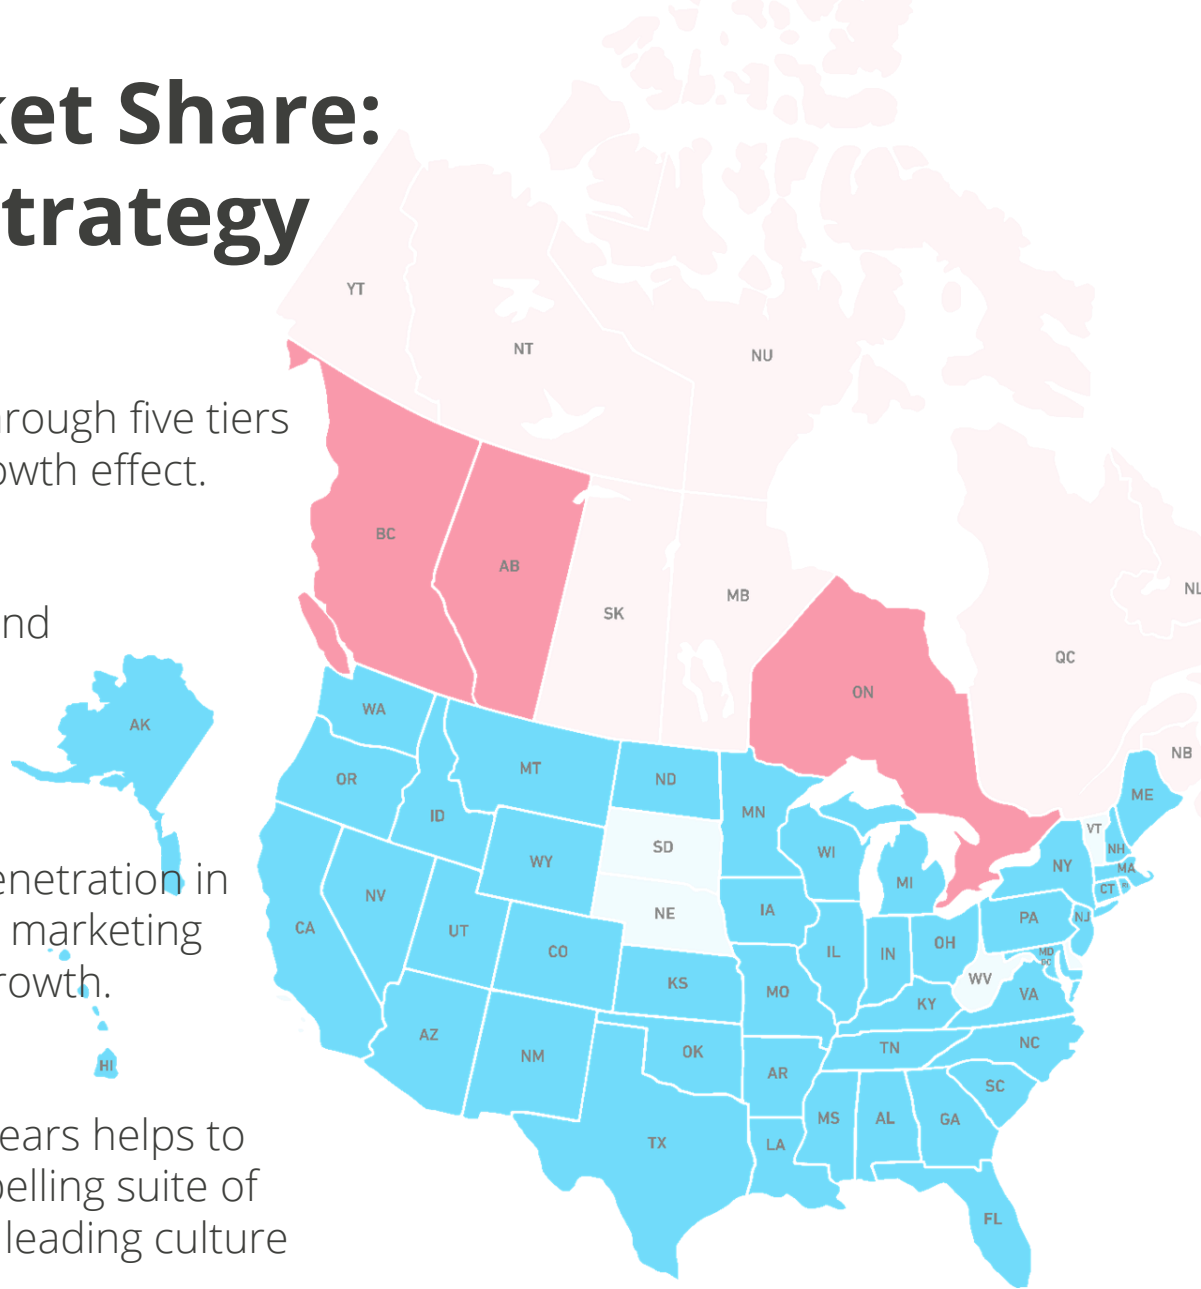 ket Share:
trategy
rough five tiers
owth effect.
nd
enetration in
marketing
rowth.
ears helps to
elling suite of
leading culture
YT
NT
NU
BC
AB
SK
MB
ON
QC
NL
NB
AK
HI
WA
OR
ID
MT
ND
MN
SD
WY
NE
WI
MI
IA
NV
CA
UT
CO
KS
MO
IL
IN
OH
KY
WV
VA
PA
NY
VT
NH
ME
MA
CT
RI
NJ
MD
DC
AZ
NM
OK
AR
TN
NC
SC
TX
LA
MS
AL
GA
FL